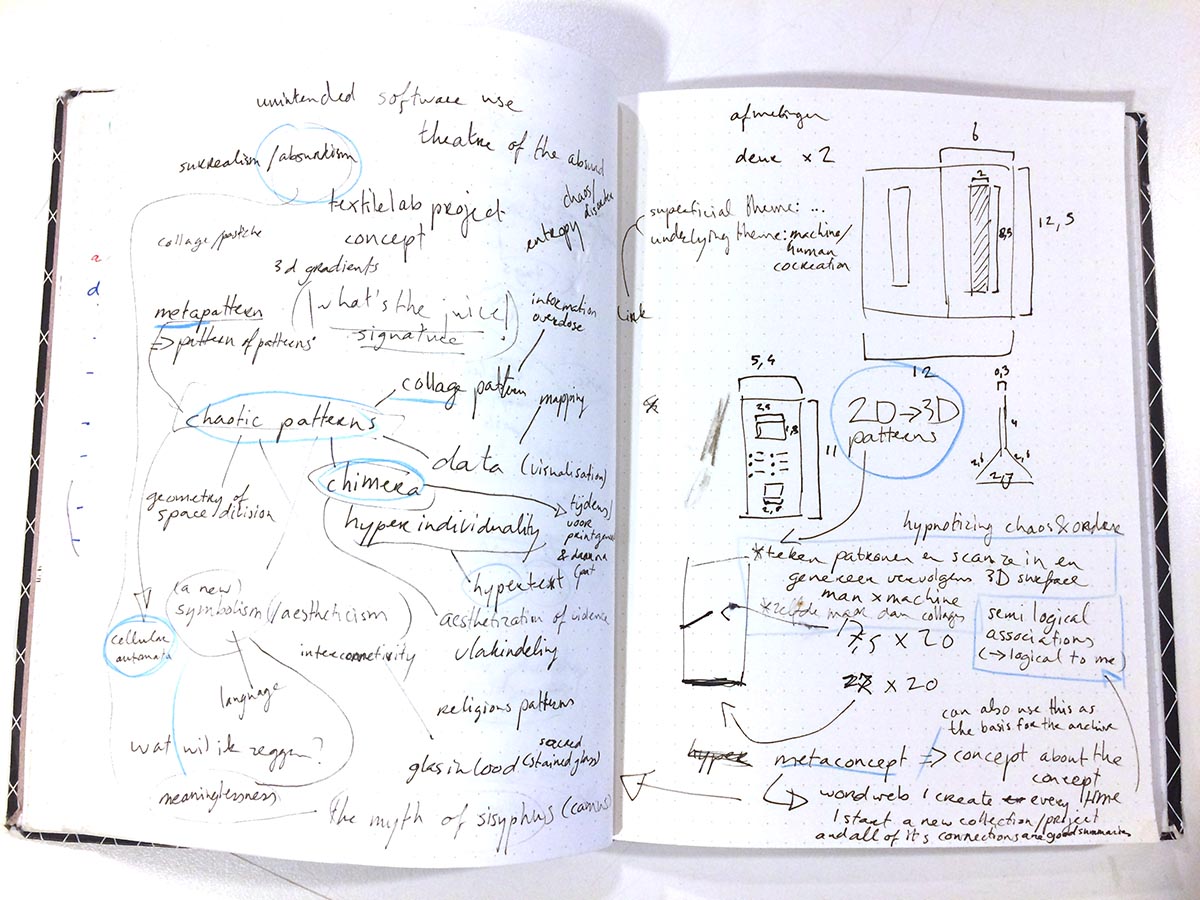 unintended software use
theatre of the absurd
surrealism/absurdism
chaos/
disorder
entropy
textilelab project
concept
collage/pastiche
3d gradients
metapattern
=> pattern of patterns
what's the juice!
signature
information
overdose
collage pattern
mapping
chaotic patterns
data (visualisation)
chimera
geometry of
space division
hyper individuality
tijdens/
voor
& daarna
hypertext
(a new)
symbolism(/aestheticism)
aesthetization of violence
cellular
automata
interconnetivity
vlakindeling
language
religious patterns
wat wil ik zeggen?
glas in lood (stained glass)
sacred
meaninglessness
the myth of sisyphus (camus)
afmetingen
deur x2
6
2
8,5
12,5
12
superficial theme: ...
underlying theme: machine/
human
cocreation
link
5,4
11
2D → 3D
patterns
0,3
4
hypnotizing chaos & order
*teken patronen en scan ze in en
genereer vervolgens 3D surface
man x machine
*zelfde maar dan collages
7,5 x 20
x 20
semi logical
associations
(→ logical to me)
can also use this as
the basis for the archive
hyper
metaconcept => concept about the
concept
wordweb I create every time
I start a new collection/project
and all of it's connections are good summaries